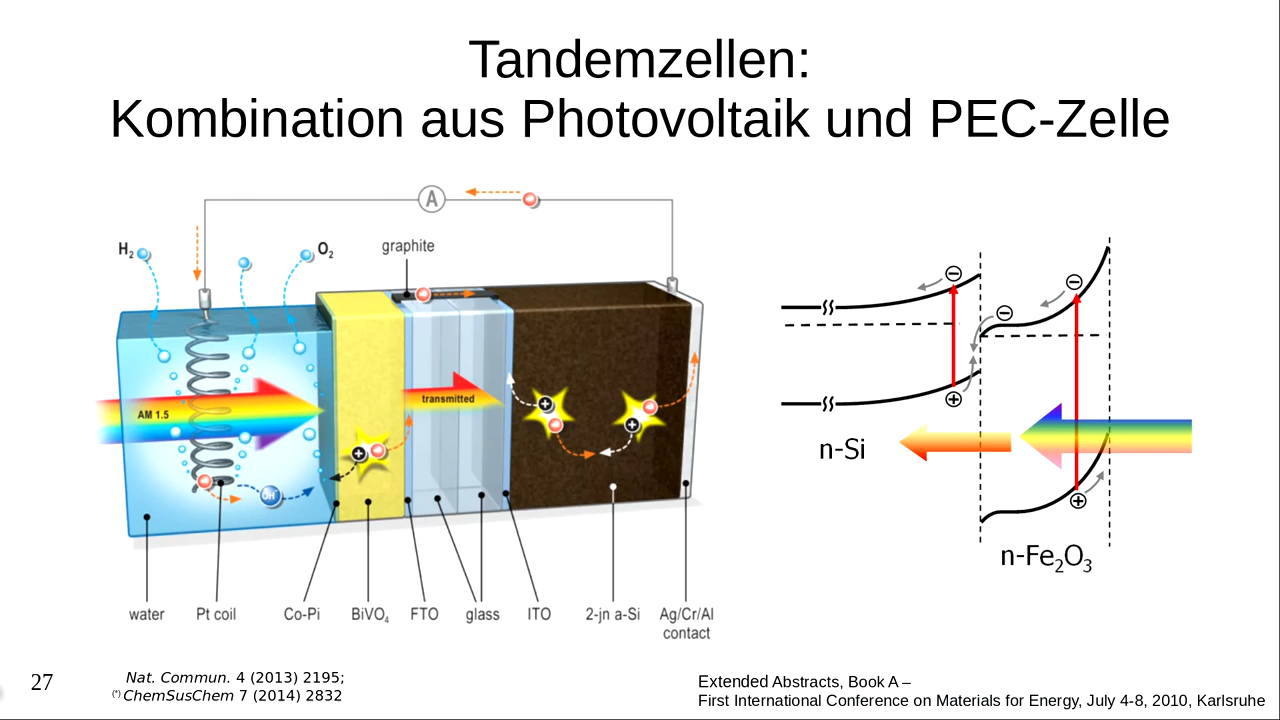 Tandemzellen:
Kombination aus Photovoltaik und PEC-Zelle
A
H2
O2
graphite
AM 1.5
transmitted
OH-
n-Si
n-Fe2O3
water
Pt coil
Co-Pi
BiVO4
FTO
glass
ITO
2-jn a-Si
Ag/Cr/Al
contact
27
Nat. Commun. 4 (2013) 2195;
(*) ChemSusChem 7 (2014) 2832
Extended Abstracts, Book A –
First International Conference on Materials for Energy, July 4-8, 2010, Karlsruhe